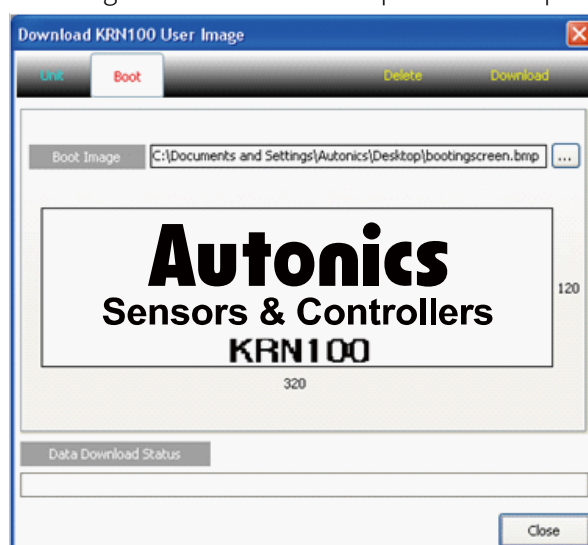 Download KRN100 User Image
Unit Boot Delete Download
Boot Image C:\Documents and Settings\Autonics\Desktop\bootingscreen.bmp ...
Autonics
Sensors & Controllers
KRN100
120
320
Data Download Status
Close